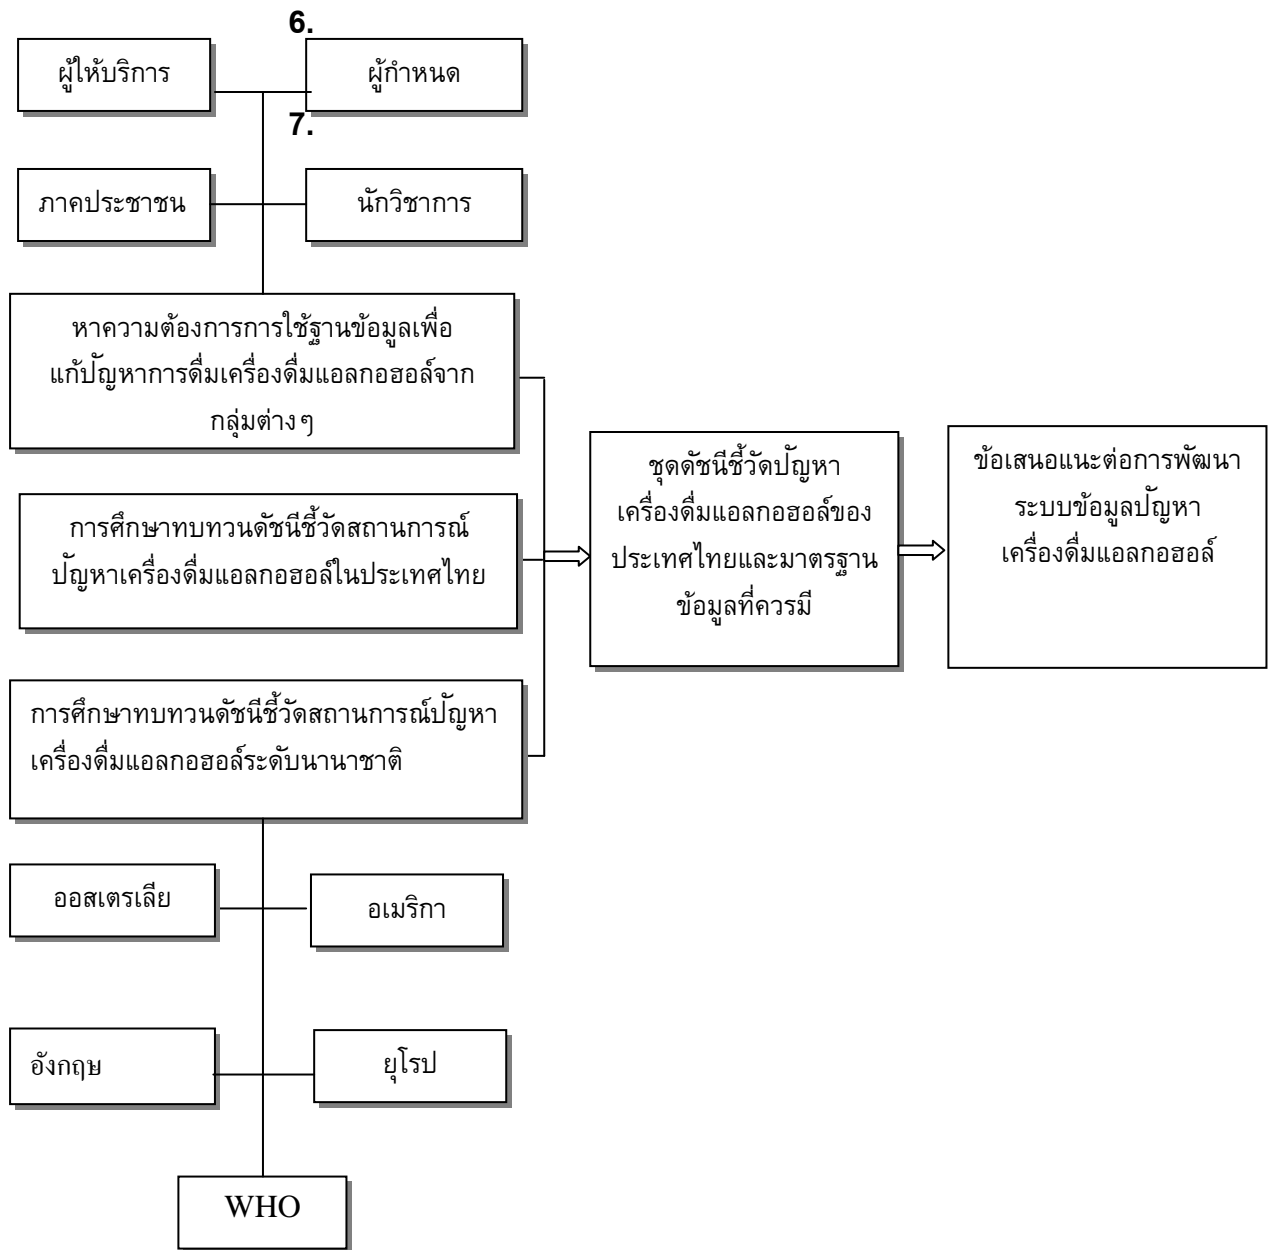 6.
ผู้ให้บริการ
ผู้กำหนด
7.
ภาคประชาชน
นักวิชาการ
หาความต้องการการใช้ฐานข้อมูลเพื่อ
แก้ปัญหาการดื่มเครื่องดื่มแอลกอฮอล์จาก
กลุ่มต่างๆ
การศึกษาทบทวนดัชนีชี้วัดสถานการณ์
ปัญหาเครื่องดื่มแอลกอฮอล์ในประเทศไทย
การศึกษาทบทวนดัชนีชี้วัดสถานการณ์ปัญหา
เครื่องดื่มแอลกอฮอล์ระดับนานาชาติ
ชุดดัชนีชี้วัดปัญหา
เครื่องดื่มแอลกอฮอล์ของ
ประเทศไทยและมาตรฐาน
ข้อมูลที่ควรมี
ข้อเสนอแนะต่อการพัฒนา
ระบบข้อมูลปัญหา
เครื่องดื่มแอลกอฮอล์
ออสเตรเลีย
อเมริกา
อังกฤษ
ยุโรป
WHO